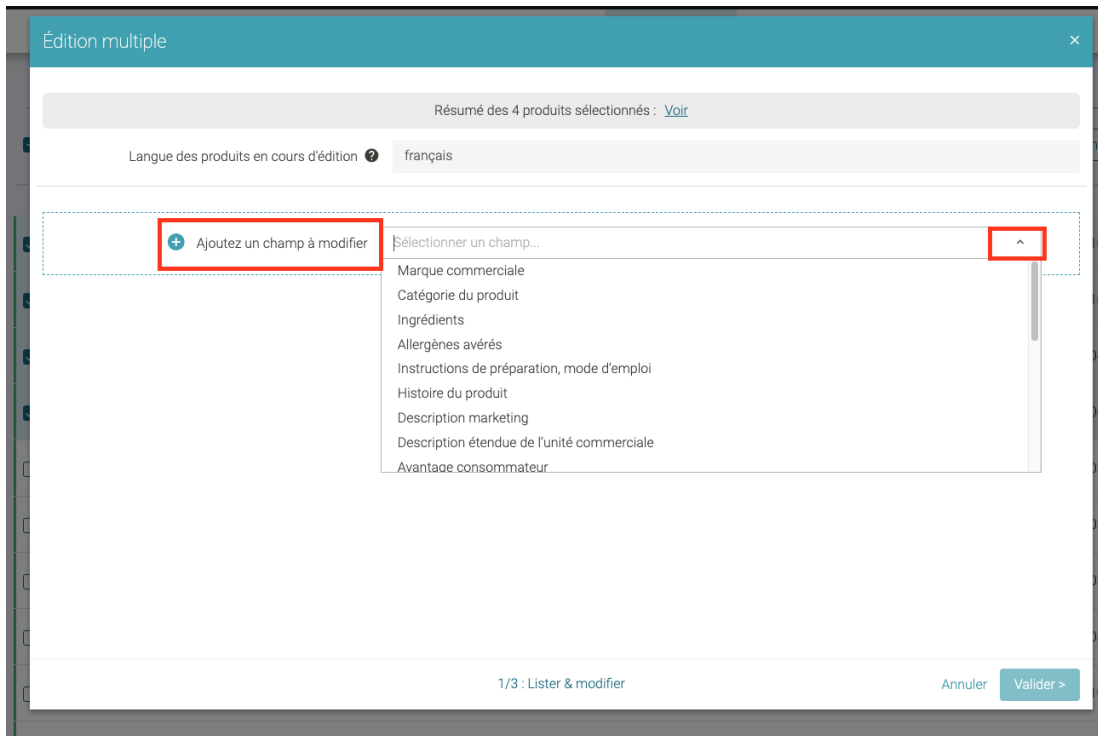 Édition multiple
Résumé des 4 produits sélectionnés : Voir
Langue des produits en cours d'édition ? français
Ajoutez un champ à modifier Sélectionner un champ...
Marque commerciale
Catégorie du produit
Ingrédients
Allergènes avérés
Instructions de préparation, mode d’emploi
Histoire du produit
Description marketing
Description étendue de l’unité commerciale
Avantage consommateur
1/3 : Lister & modifier Annuler Valider >